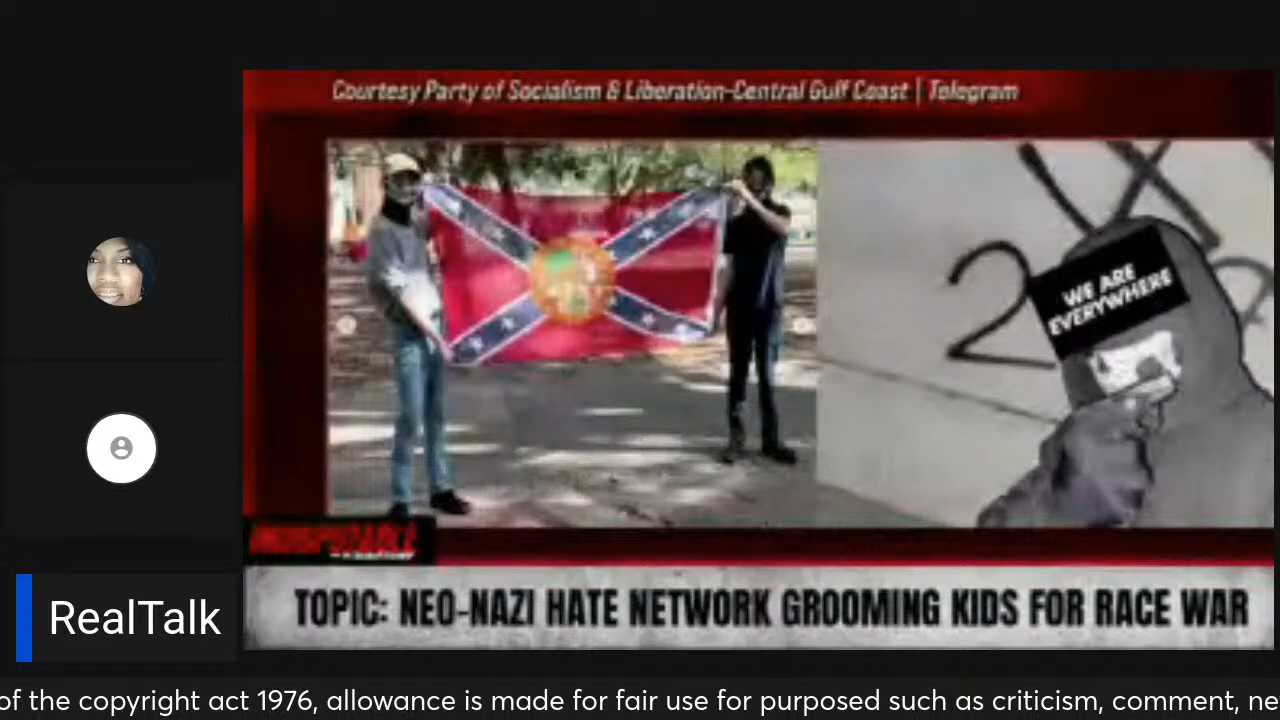 Courtesy Party of Socialism & Liberation-Central Gulf Coast | Telegram
2
WE ARE
EVERYWHERE
INDISPUTABLE
TOPIC: NEO-NAZI HATE NETWORK GROOMING KIDS FOR RACE WAR
RealTalk
of the copyright act 1976, allowance is made for fair use for purposed such as criticism, comment, ne